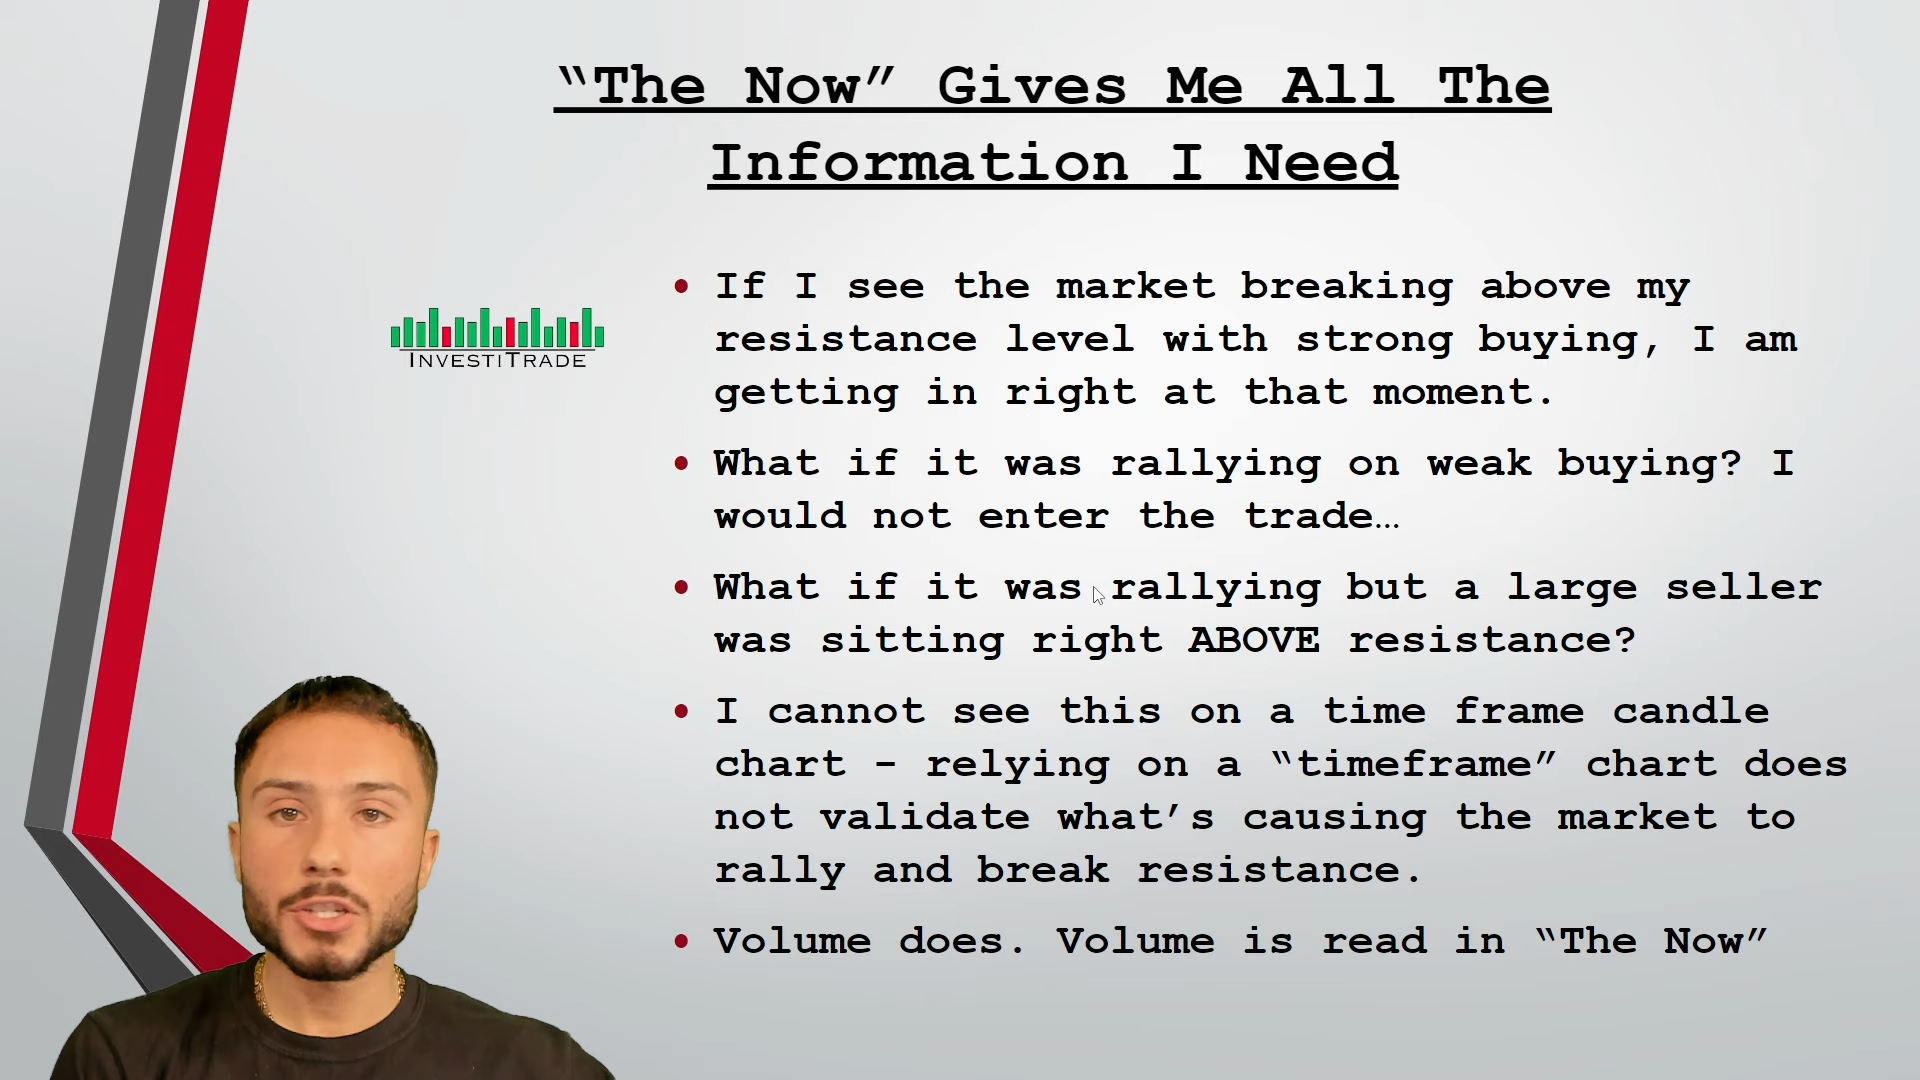 “The Now” Gives Me All The
Information I Need
INVESTITRADE
• If I see the market breaking above my
resistance level with strong buying, I am
getting in right at that moment.
• What if it was rallying on weak buying? I
would not enter the trade…
• What if it was rallying but a large seller
was sitting right ABOVE resistance?
• I cannot see this on a time frame candle
chart – relying on a “timeframe” chart does
not validate what’s causing the market to
rally and break resistance.
• Volume does. Volume is read in “The Now”